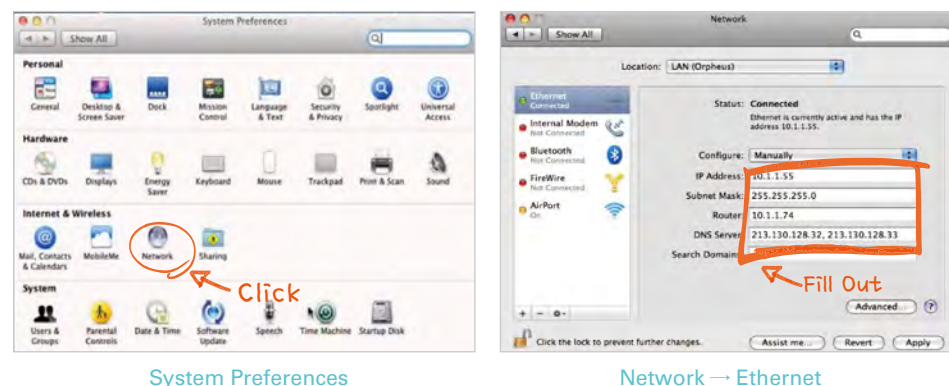 System Preferences
Show All
Personal
General
Desktop & Screen Saver
Dock
Mission Control
Language & Text
Security & Privacy
Spotlight
Universal Access
Hardware
CDs & DVDs
Displays
Energy Saver
Keyboard
Mouse
Trackpad
Print & Scan
Sound
Internet & Wireless
Mail, Contacts & Calendars
MobileMe
Network
Sharing
Click
System
Users & Groups
Parental Controls
Date & Time
Software Update
Speech
Time Machine
Startup Disk
System Preferences
Network
Show All
Location: LAN (Orpheus)
Ethernet
Connected
Internal Modem
Not Connected
Bluetooth
Not Connected
FireWire
Not Connected
AirPort
On
Status: Connected
Ethernet is currently active and has the IP
address 10.1.1.55.
Configure: Manually
IP Address: 10.1.1.55
Subnet Mask: 255.255.255.0
Router: 10.1.1.74
DNS Server: 213.130.128.32, 213.130.128.33
Search Domains:
Fill Out
Advanced...
?
Click the lock to prevent further changes.
Assist me...
Revert
Apply
Network → Ethernet